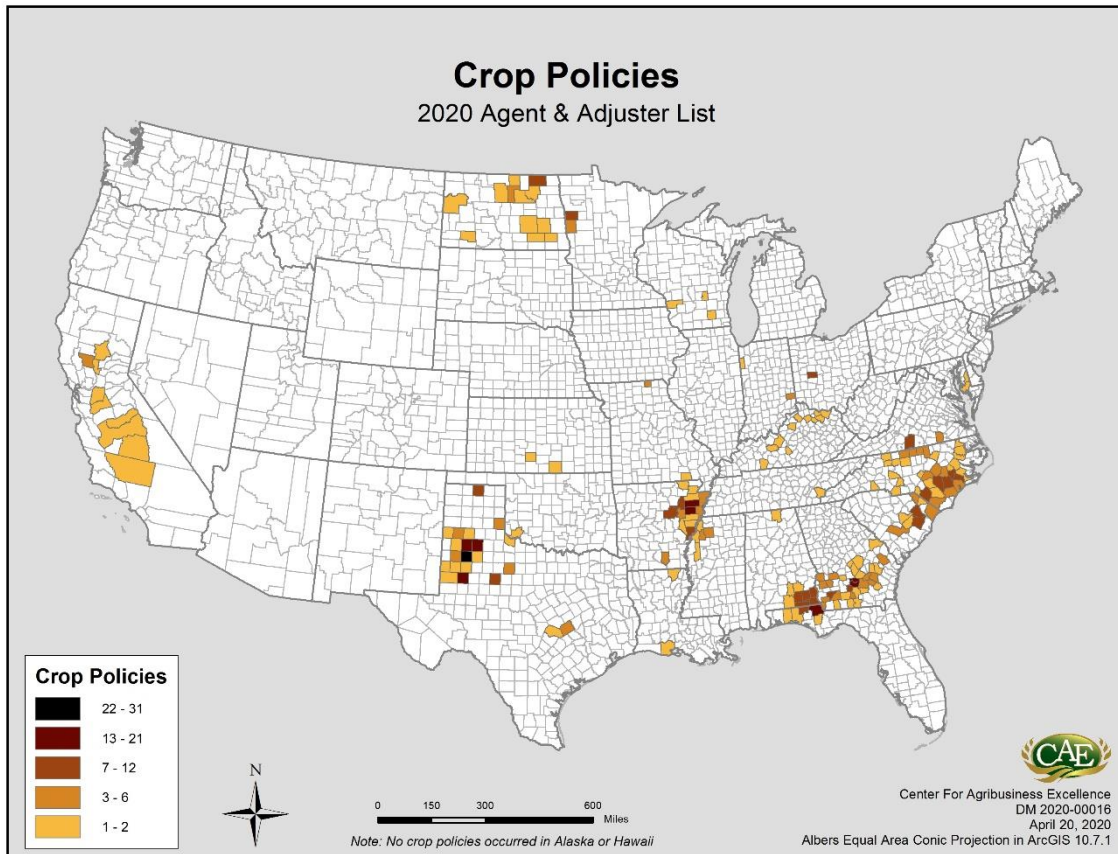 Crop Policies
2020 Agent & Adjuster List
Crop Policies
22 - 31
13 - 21
7 - 12
3 - 6
1 - 2
N
0 150 300 600
Miles
Note: No crop policies occurred in Alaska or Hawaii
CAE
Center For Agribusiness Excellence
DM 2020-00016
April 20, 2020
Albers Equal Area Conic Projection in ArcGIS 10.7.1